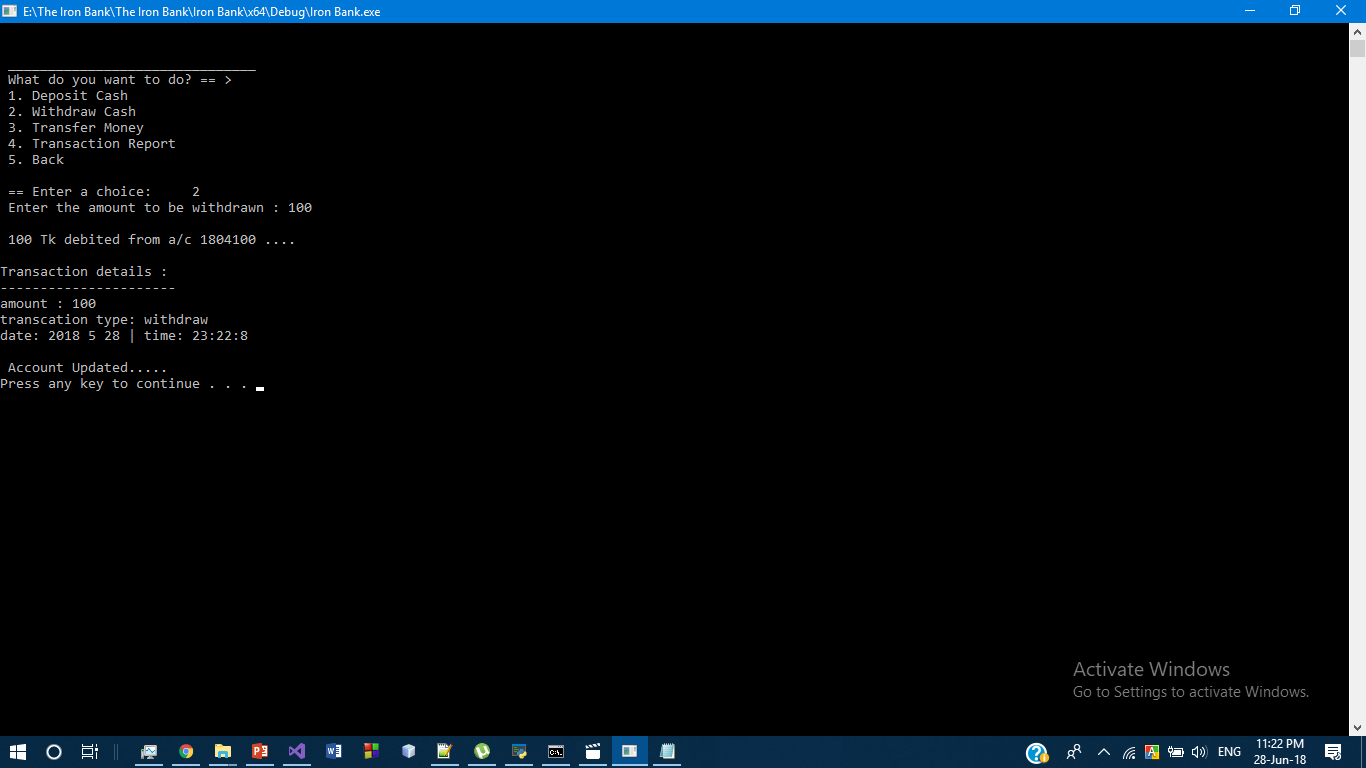 E:\The Iron Bank\The Iron Bank\Iron Bank\x64\Debug\Iron Bank.exe
_______________________________
What do you want to do? == >
1. Deposit Cash
2. Withdraw Cash
3. Transfer Money
4. Transaction Report
5. Back
== Enter a choice:     2
Enter the amount to be withdrawn : 100
100 Tk debited from a/c 1804100 ....
Transaction details :
----------------------
amount : 100
transcation type: withdraw
date: 2018 5 28 | time: 23:22:8
Account Updated.....
Press any key to continue . . .
Activate Windows
Go to Settings to activate Windows.
ENG
11:22 PM
28-Jun-18